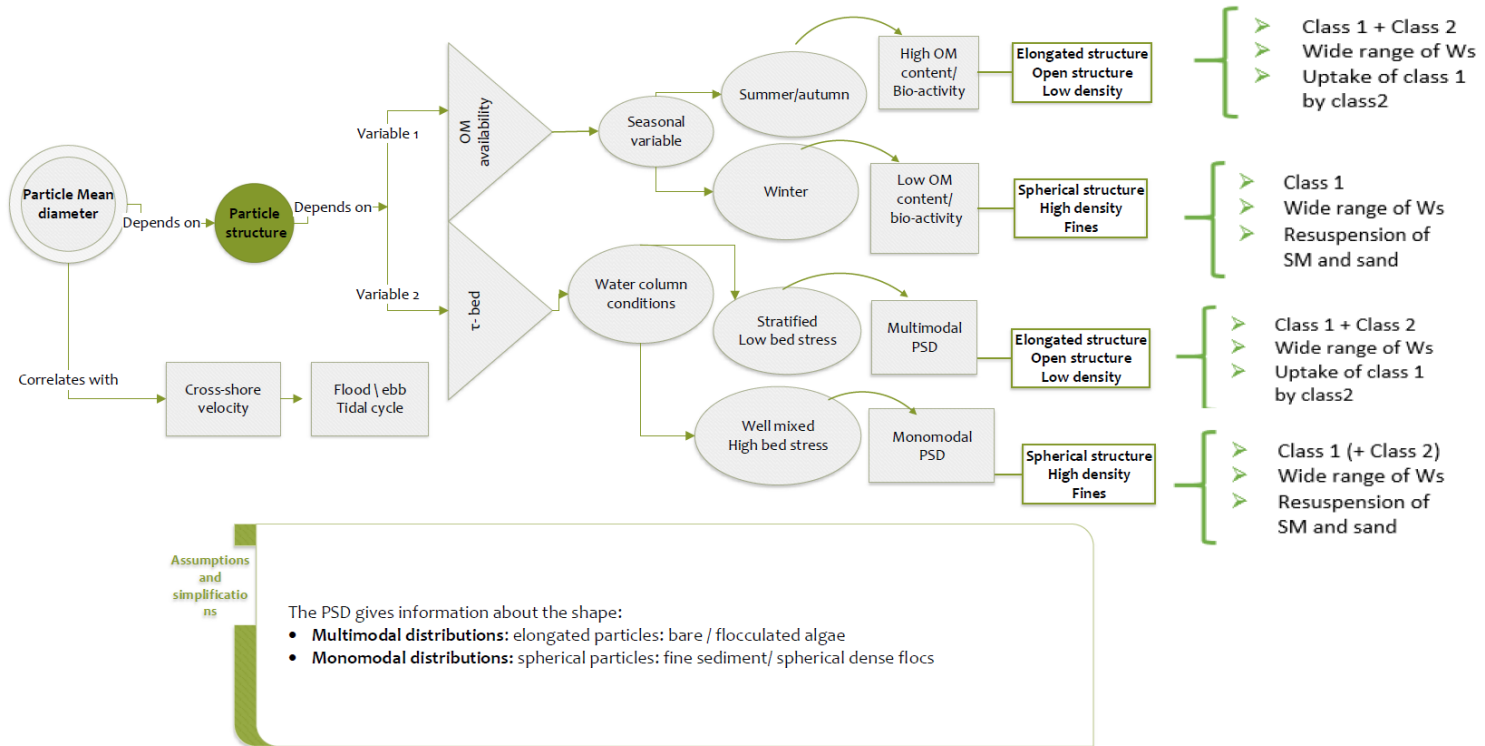 Particle Mean
diameter
Depends on
Particle
structure
Depends on
Variable 1
Variable 2
OM
availability
τ- bed
Seasonal
variable
Summer/autumn
High OM
content/
Bio-activity
Elongated structure
Open structure
Low density
Class 1 + Class 2
Wide range of Ws
Uptake of class 1
by class2
Winter
Low OM
content/
bio-activity
Spherical structure
High density
Fines
Class 1
Wide range of Ws
Resuspension of
SM and sand
Water column
conditions
Stratified
Low bed stress
Multimodal
PSD
Elongated structure
Open structure
Low density
Class 1 + Class 2
Wide range of Ws
Uptake of class 1
by class2
Well mixed
High bed stress
Monomodal
PSD
Spherical structure
High density
Fines
Class 1 (+ Class 2)
Wide range of Ws
Resuspension of
SM and sand
Correlates with
Cross-shore
velocity
Flood \ ebb
Tidal cycle
Assumptions
and
simplificatio
ns
The PSD gives information about the shape:
• Multimodal distributions: elongated particles: bare / flocculated algae
• Monomodal distributions: spherical particles: fine sediment/ spherical dense flocs